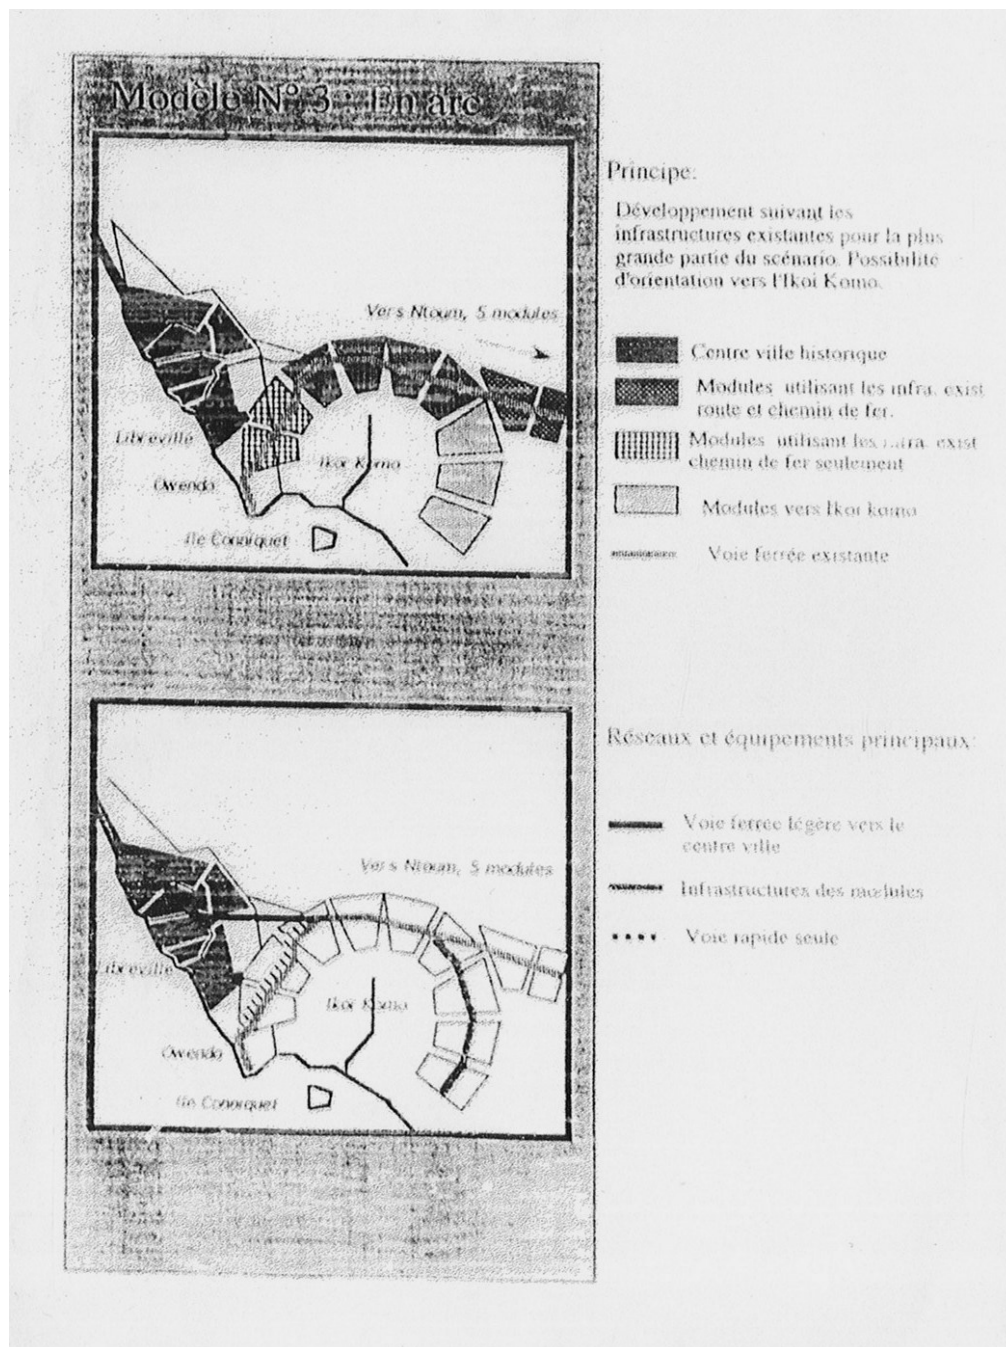 Modèle N° 3 : En arc
Vers Ntoum, 5 modules
Libreville
Ikoi Komo
Owendo
Ile Coniquet
Principe:
Développement suivant les
infrastructures existantes pour la plus
grande partie du scénario. Possibilité
d'orientation vers l'Ikoi Komo.
Centre ville historique
Modules utilisant les infra. exist
route et chemin de fer.
Modules utilisant les infra. exist
chemin de fer seulement
Modules vers Ikoi komo
Voie ferrée existante
Vers Ntoum, 5 modules
Libreville
Ikoi Komo
Owendo
Ile Coniquet
Réseaux et équipements principaux:
Voie ferrée légère vers le
centre ville
Infrastructures des modules
Voie rapide seule